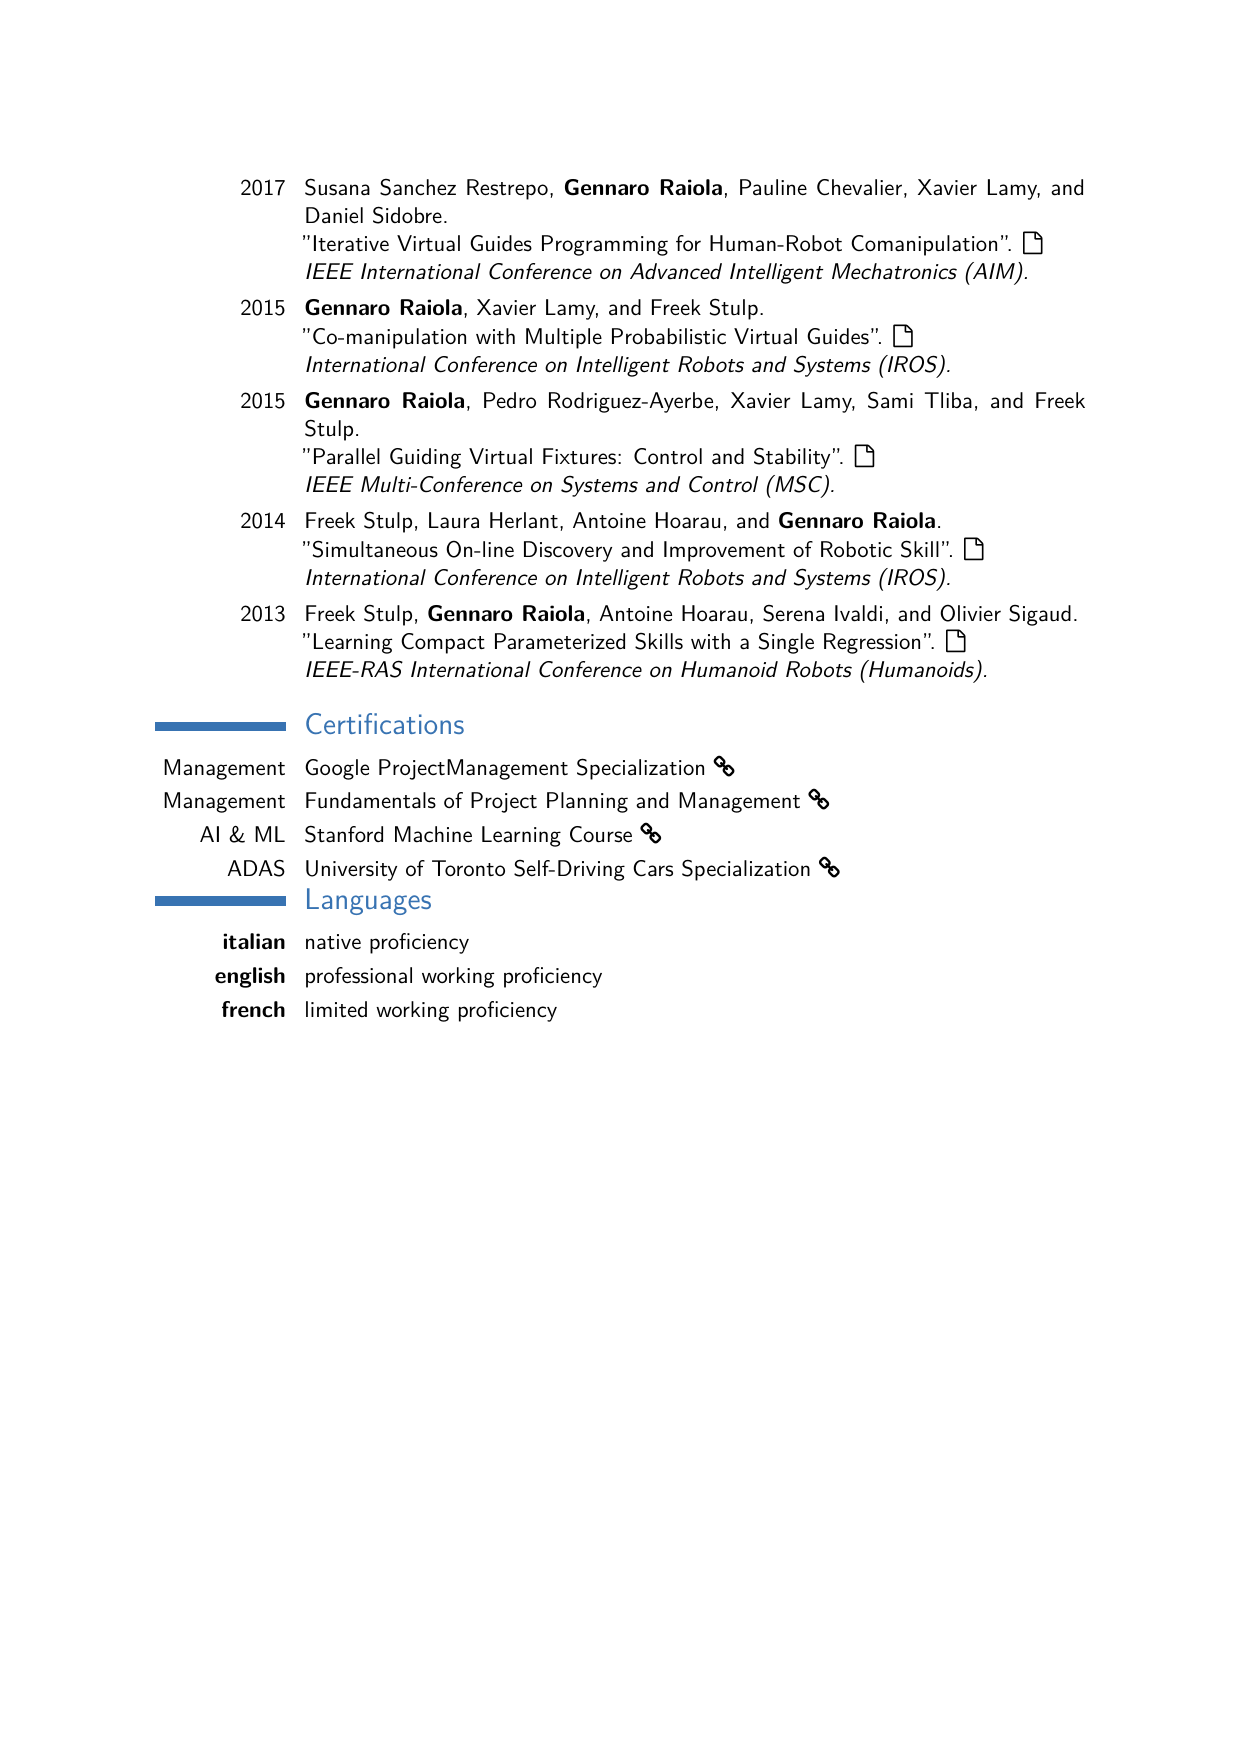 2017 Susana Sanchez Restrepo, Gennaro Raiola, Pauline Chevalier, Xavier Lamy, and
Daniel Sidobre.
”Iterative Virtual Guides Programming for Human-Robot Comanipulation”.
IEEE International Conference on Advanced Intelligent Mechatronics (AIM).
2015 Gennaro Raiola, Xavier Lamy, and Freek Stulp.
”Co-manipulation with Multiple Probabilistic Virtual Guides”.
International Conference on Intelligent Robots and Systems (IROS).
2015 Gennaro Raiola, Pedro Rodriguez-Ayerbe, Xavier Lamy, Sami Tliba, and Freek
Stulp.
”Parallel Guiding Virtual Fixtures: Control and Stability”.
IEEE Multi-Conference on Systems and Control (MSC).
2014 Freek Stulp, Laura Herlant, Antoine Hoarau, and Gennaro Raiola.
”Simultaneous On-line Discovery and Improvement of Robotic Skill”.
International Conference on Intelligent Robots and Systems (IROS).
2013 Freek Stulp, Gennaro Raiola, Antoine Hoarau, Serena Ivaldi, and Olivier Sigaud.
”Learning Compact Parameterized Skills with a Single Regression”.
IEEE-RAS International Conference on Humanoid Robots (Humanoids).
Certifications
Management Google ProjectManagement Specialization
Management Fundamentals of Project Planning and Management
AI & ML Stanford Machine Learning Course
ADAS University of Toronto Self-Driving Cars Specialization
Languages
italian native proficiency
english professional working proficiency
french limited working proficiency